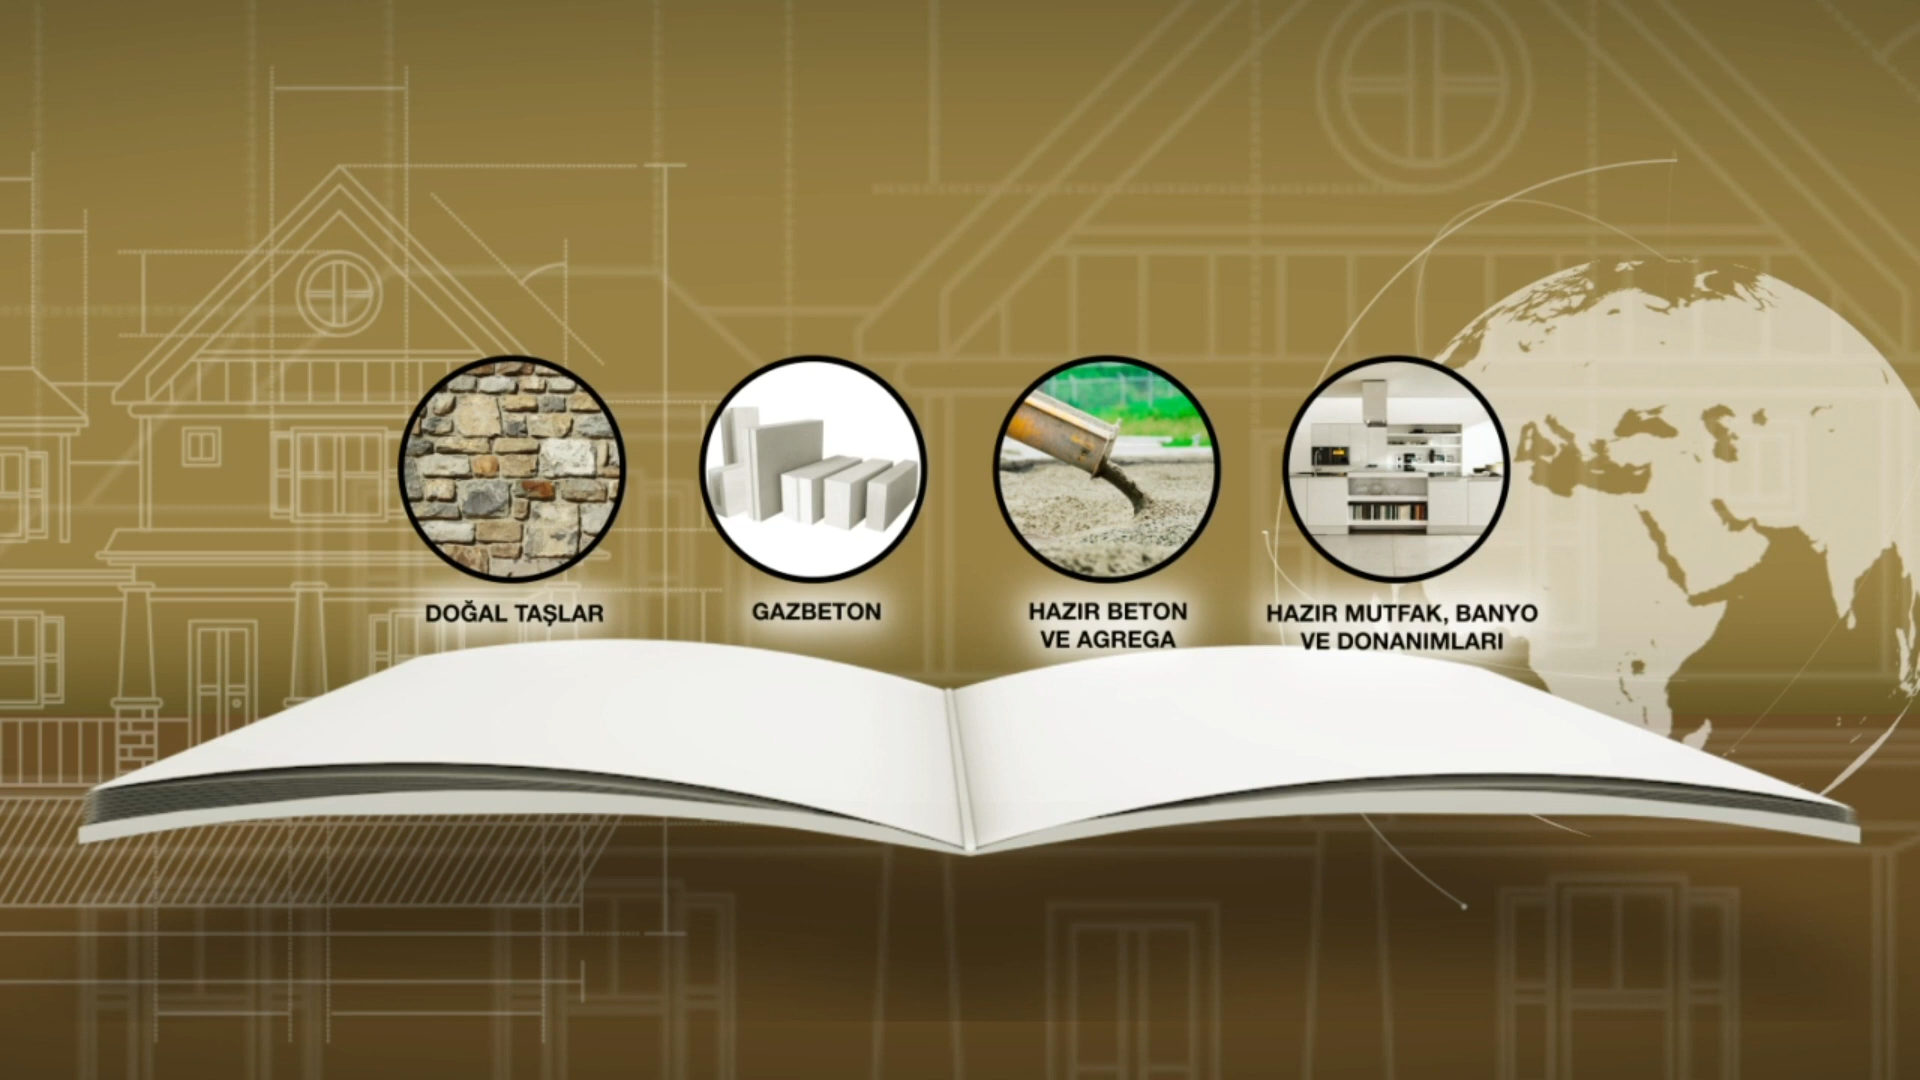 DOĞAL TAŞLAR
GAZBETON
HAZIR BETON
VE AGREGA
HAZIR MUTFAK, BANYO
VE DONANIMLARI